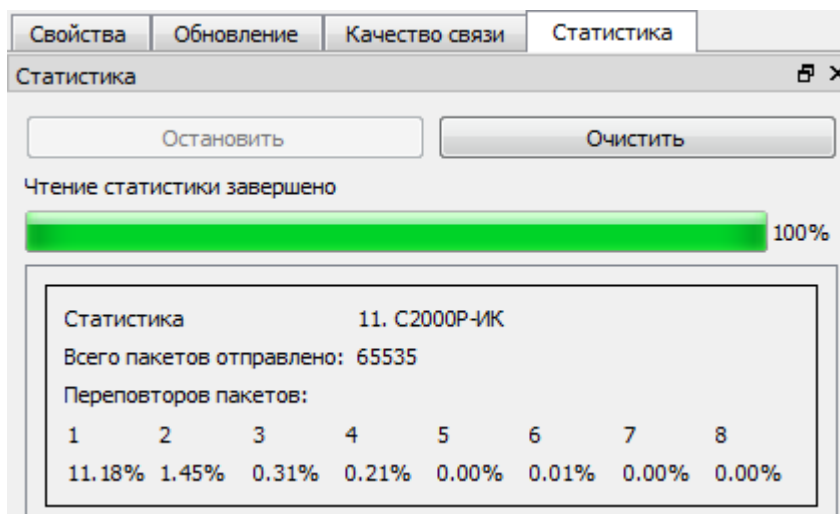 Свойства Обновление Качество связи Статистика
Статистика
Остановить Очистить
Чтение статистики завершено
100%
Статистика 11. С2000Р-ИК
Всего пакетов отправлено: 65535
Переповторов пакетов:
1 2 3 4 5 6 7 8
11.18% 1.45% 0.31% 0.21% 0.00% 0.01% 0.00% 0.00%